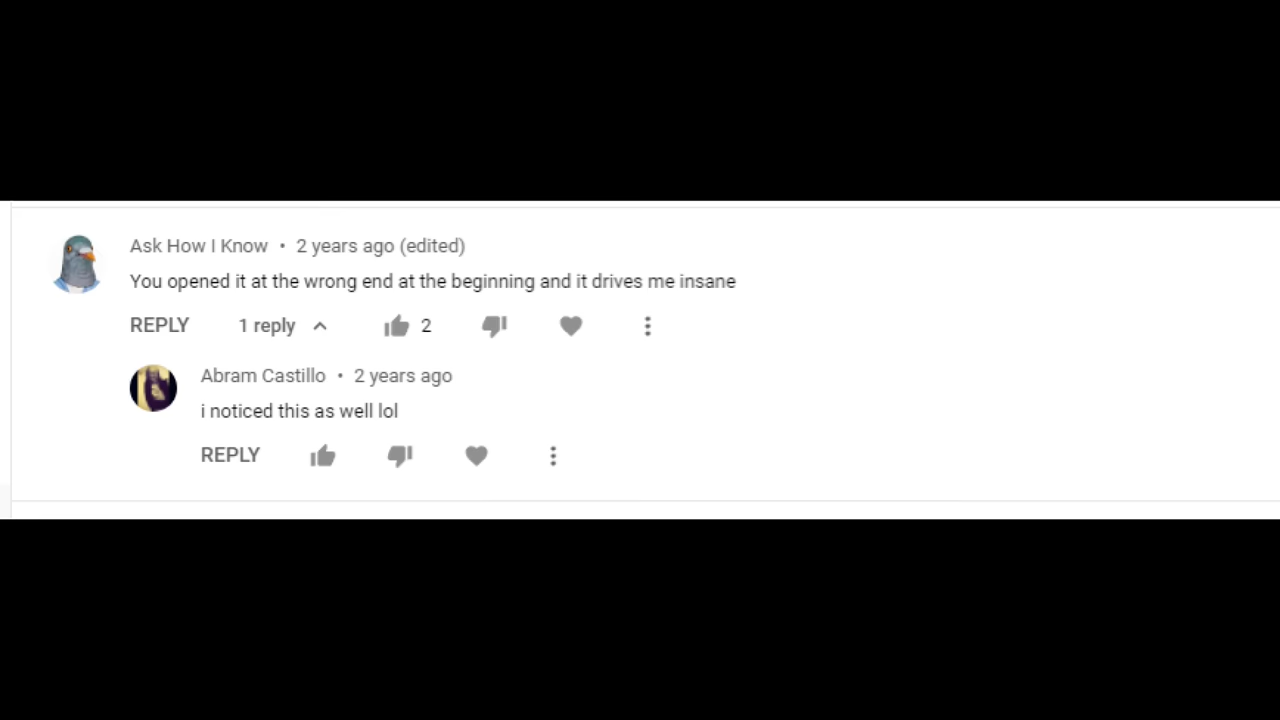 Ask How I Know • 2 years ago (edited)
You opened it at the wrong end at the beginning and it drives me insane
REPLY 1 reply 2
Abram Castillo • 2 years ago
i noticed this as well lol
REPLY